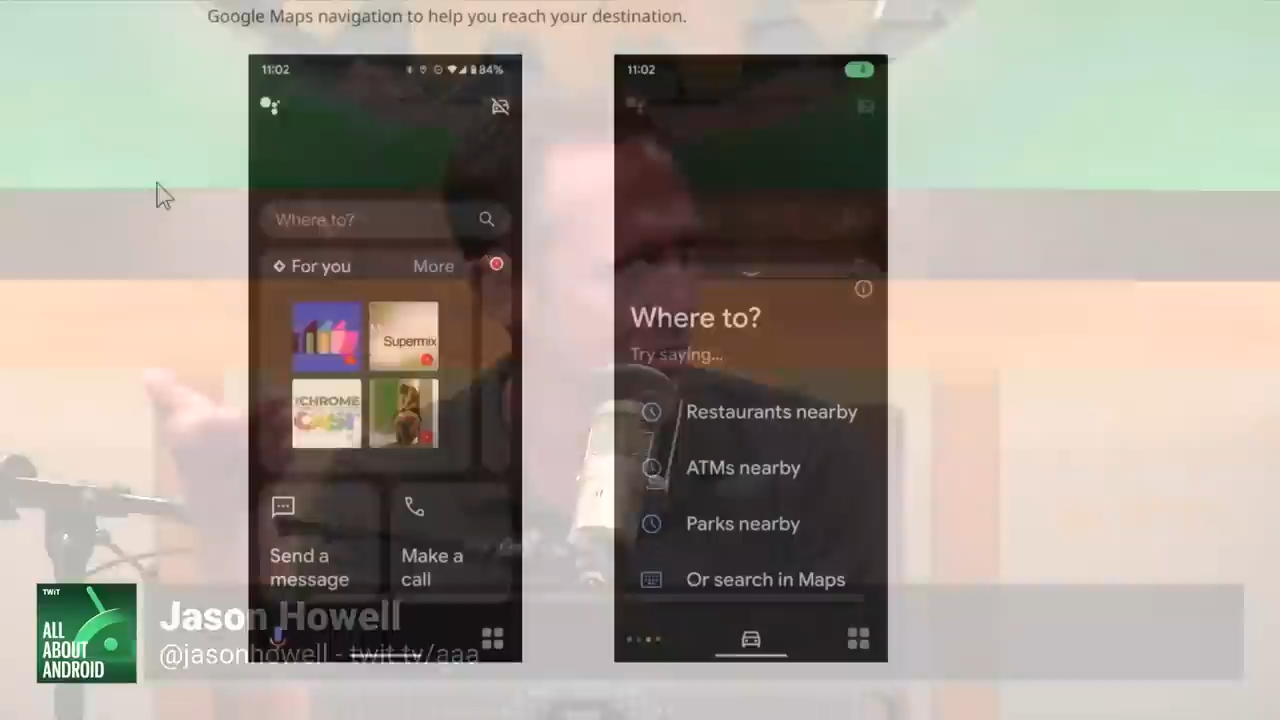 Google Maps navigation to help you reach your destination.
11:02
84%
Where to?
For you
More
Supermix
CHROME
CAST
Send a
message
Make a
call
11:02
Where to?
Try saying...
Restaurants nearby
ATMs nearby
Parks nearby
Or search in Maps
TWiT
ALL
ABOUT
ANDROID
Jason Howell
@jasonhowell - twit.tv/aaa